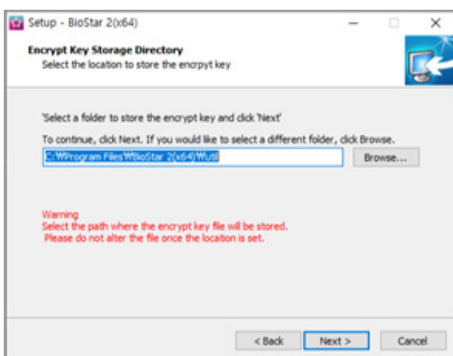 Setup - BioStar 2(x64)
Encrypt Key Storage Directory
Select the location to store the encrpyt key
'Select a folder to store the encrypt key and click 'Next'
To continue, click Next. If you would like to select a different folder, click Browse.
C:₩Program Files₩BioStar 2(x64)₩util
Browse...
Warning
Select the path where the encrypt key file will be stored.
Please do not alter the file once the location is set.
< Back
Next >
Cancel